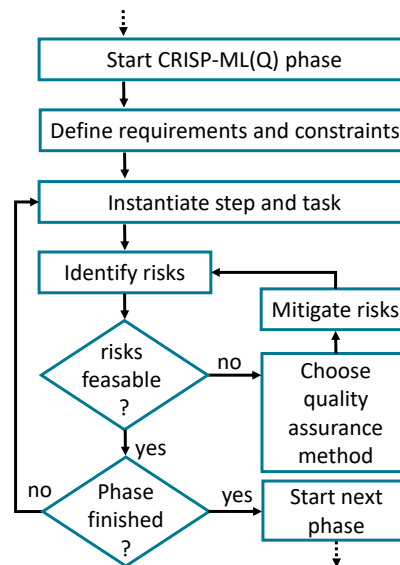 Start CRISP-ML(Q) phase
Define requirements and constraints
Instantiate step and task
Identify risks
Mitigate risks
risks
feasable
?
no
Choose
quality
assurance
method
yes
no
Phase
finished
?
yes
Start next
phase